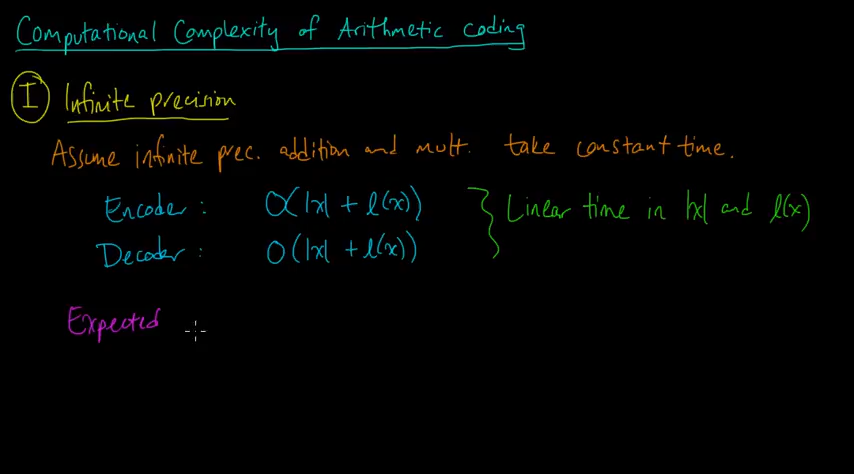 Computational Complexity of Arithmetic coding
I Infinite precision
Assume infinite prec. addition and mult. take constant time.
Encoder: O(|x| + l(x))
Linear time in |x| and l(x)
Decoder: O(|x| + l(x))
Expected